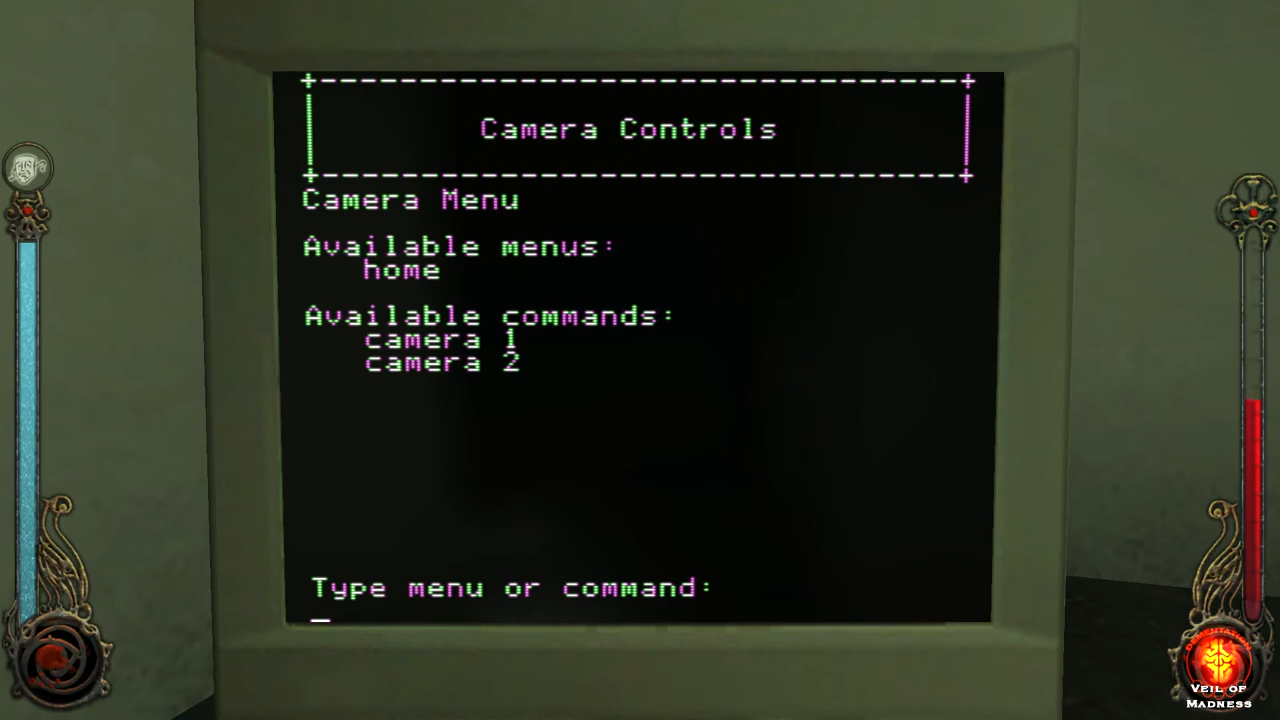 Camera Controls
Camera Menu
Available menus:
home
Available commands:
camera 1
camera 2
Type menu or command:
DEMENTATION
Veil of
Madness